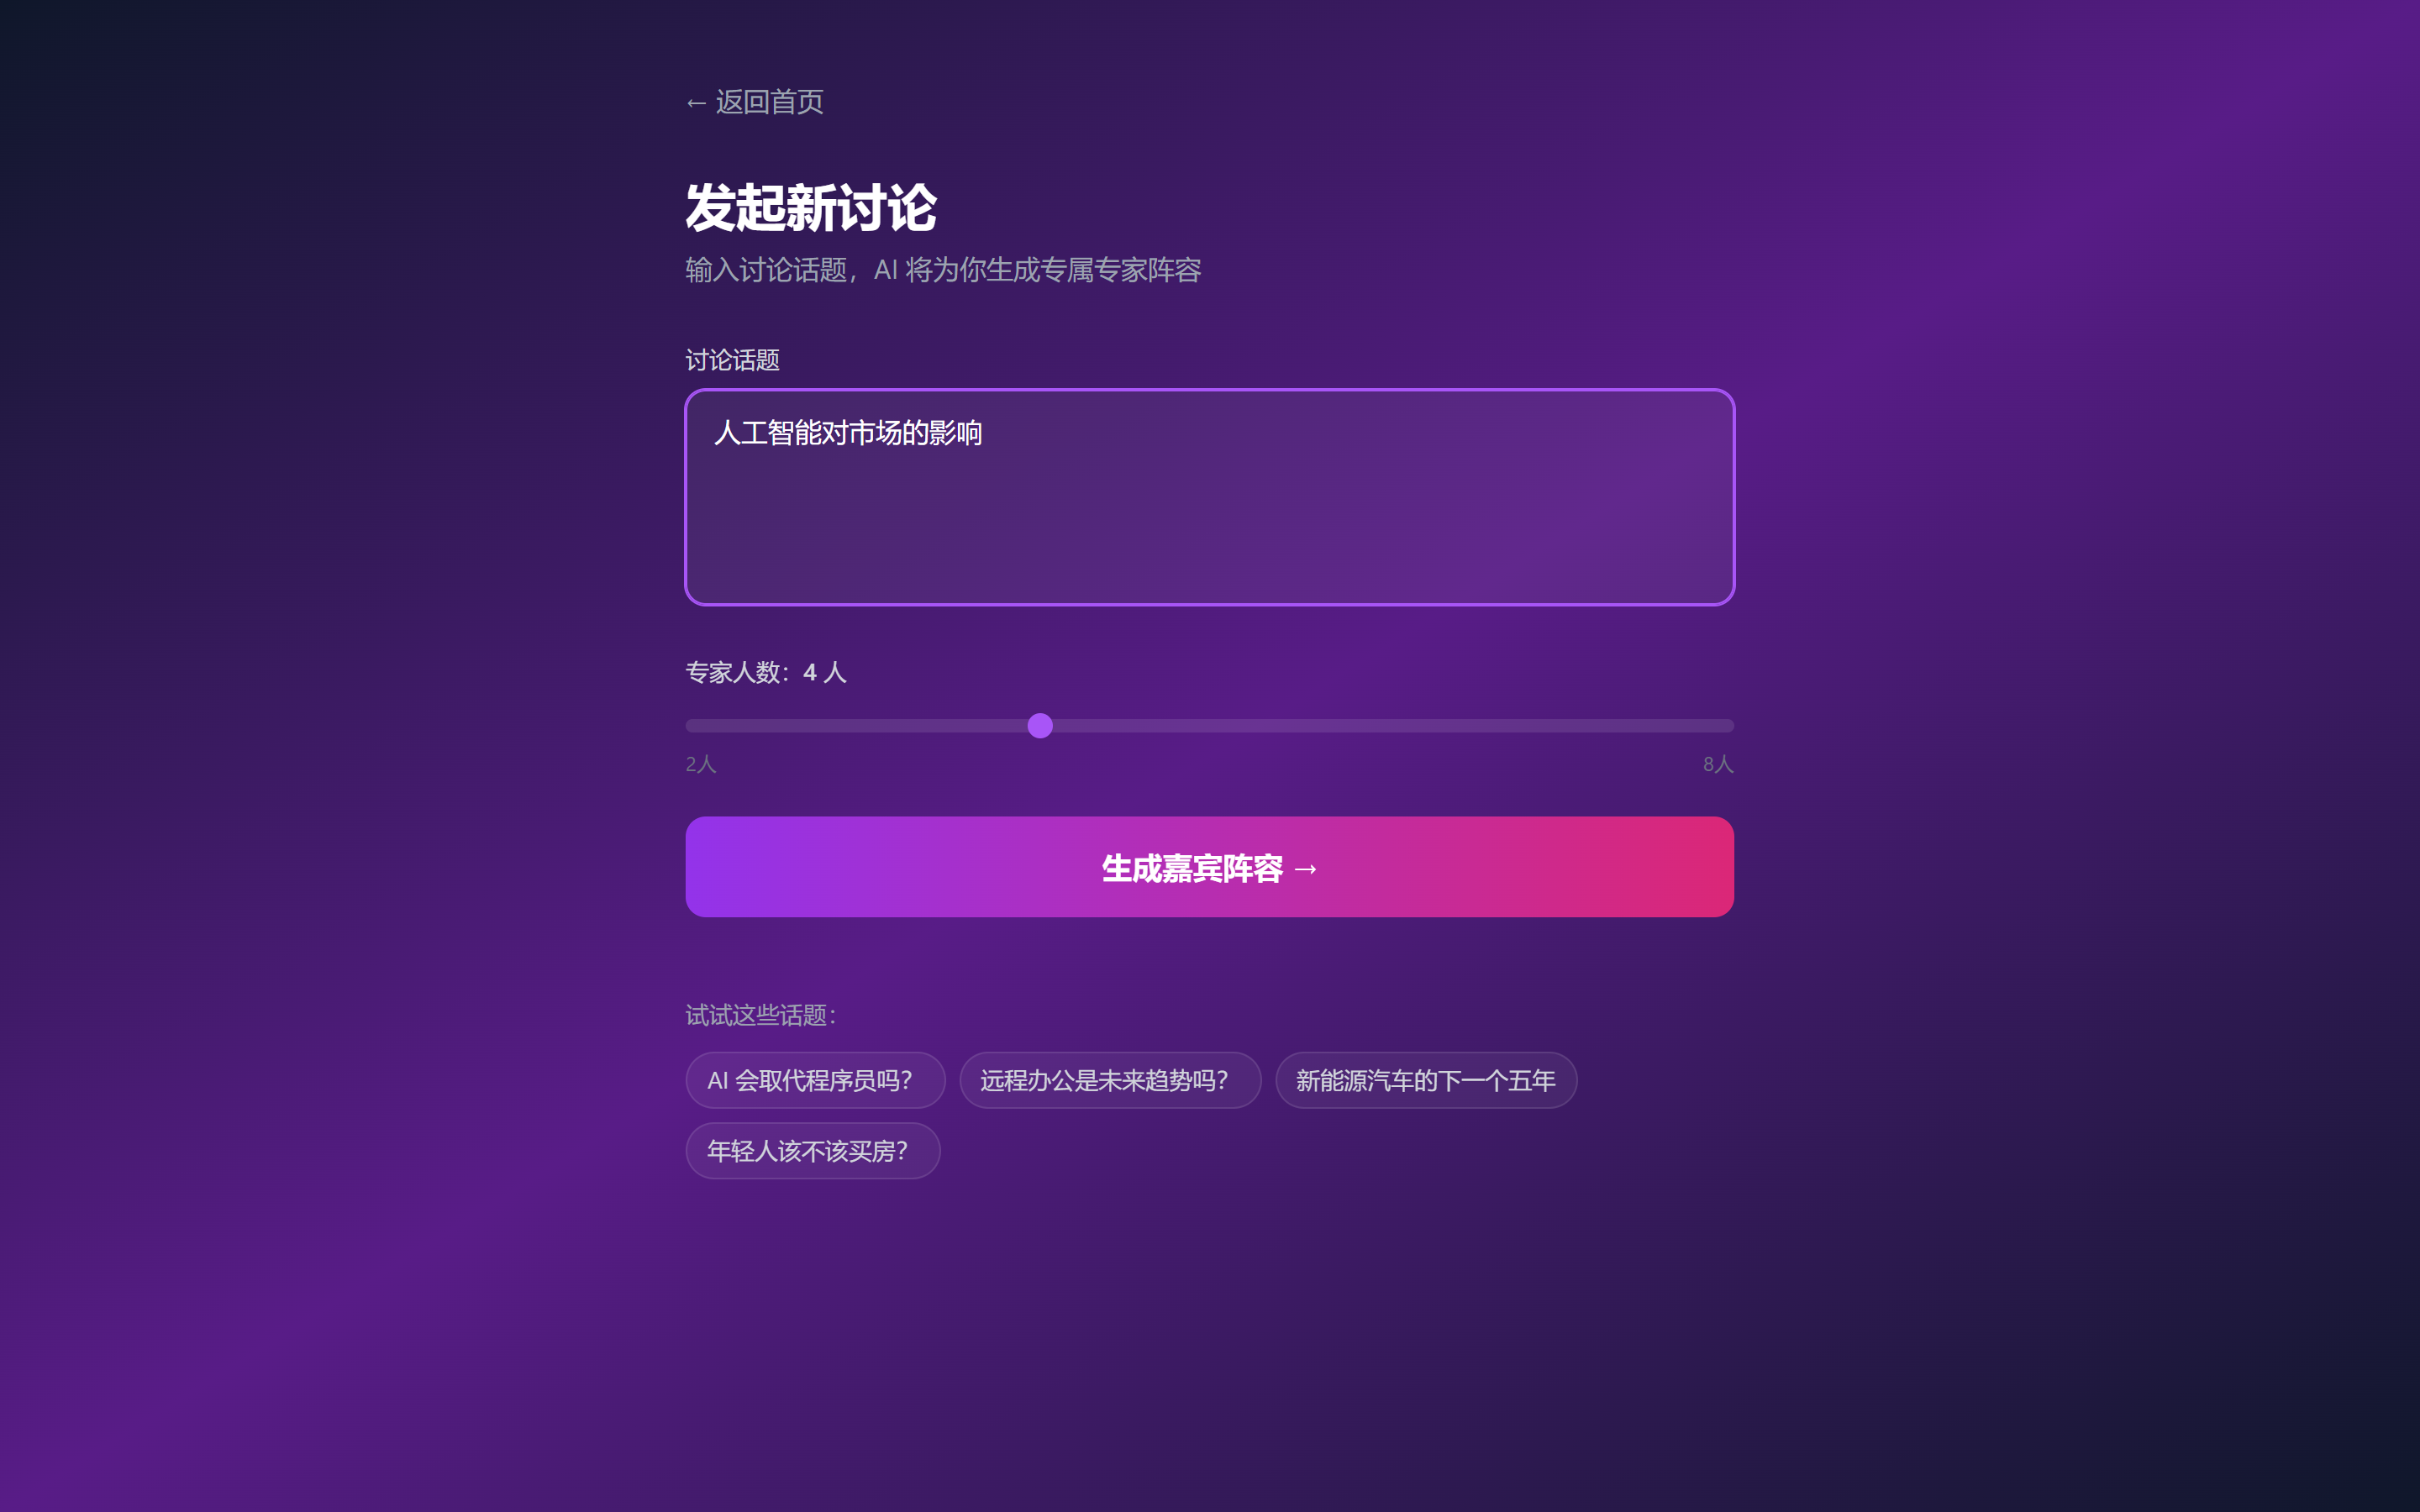 ← 返回首页
发起新讨论
输入讨论话题，AI 将为你生成专属专家阵容
讨论话题
人工智能对市场的影响
专家人数：4 人
2人 8人
生成嘉宾阵容 →
试试这些话题：
AI 会取代程序员吗？ 远程办公是未来趋势吗？ 新能源汽车的下一个五年
年轻人该不该买房？